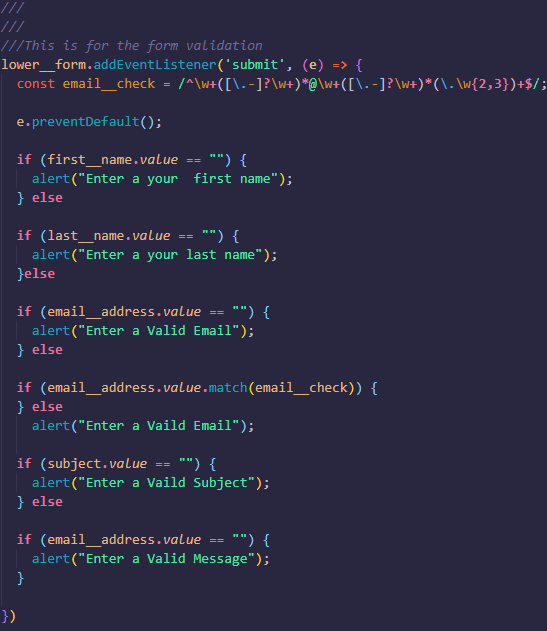 ///
///
///This is for the form validation
lower__form.addEventListener('submit', (e) => {
const email__check = /^\w+([\.-]?\w+)*@\w+([\.-]?\w+)*(\.\w{2,3})+$/;
e.preventDefault();
if (first__name.value == "") {
alert("Enter a your  first name");
} else
if (last__name.value == "") {
alert("Enter a your last name");
}else
if (email__address.value == "") {
alert("Enter a Valid Email");
} else
if (email__address.value.match(email__check)) {
} else
alert("Enter a Vaild Email");
if (subject.value == "") {
alert("Enter a Vaild Subject");
} else
if (email__address.value == "") {
alert("Enter a Valid Message");
}
})